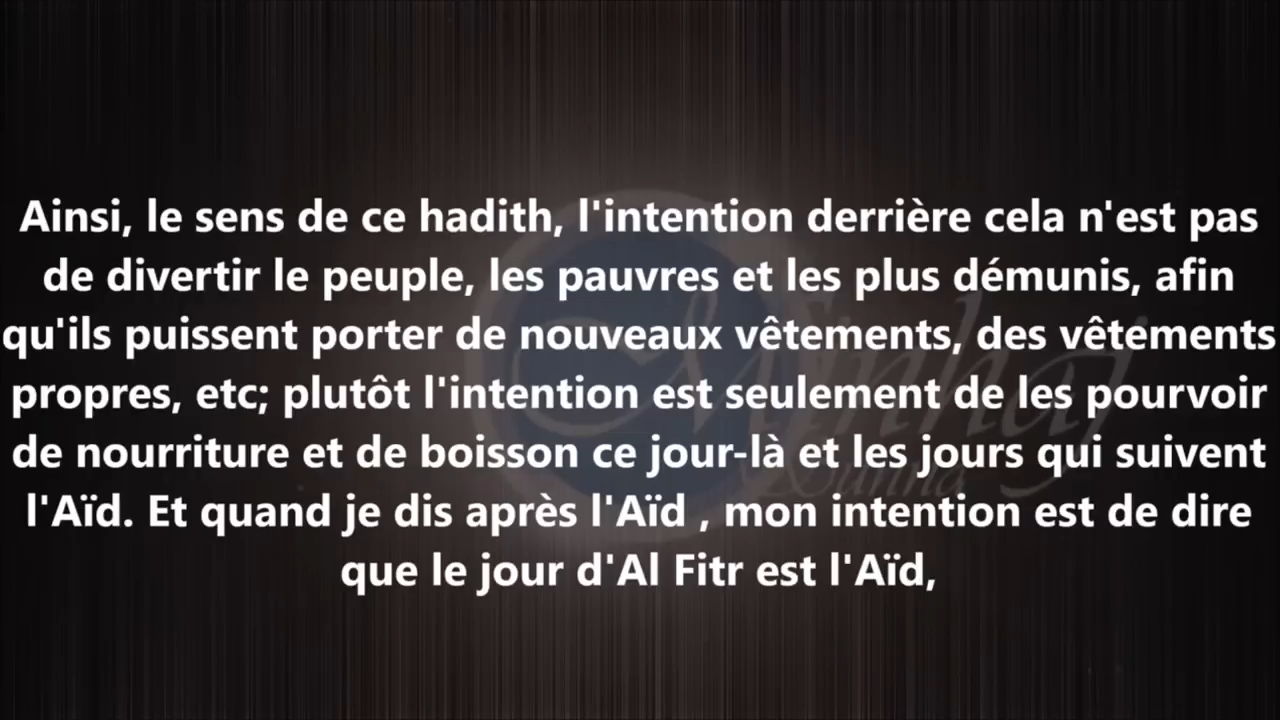 Ainsi, le sens de ce hadith, l'intention derrière cela n'est pas
de divertir le peuple, les pauvres et les plus démunis, afin
qu'ils puissent porter de nouveaux vêtements, des vêtements
propres, etc; plutôt l'intention est seulement de les pourvoir
de nourriture et de boisson ce jour-là et les jours qui suivent
l'Aïd. Et quand je dis après l'Aïd , mon intention est de dire
que le jour d'Al Fitr est l'Aïd,
Minhaj
Sunna